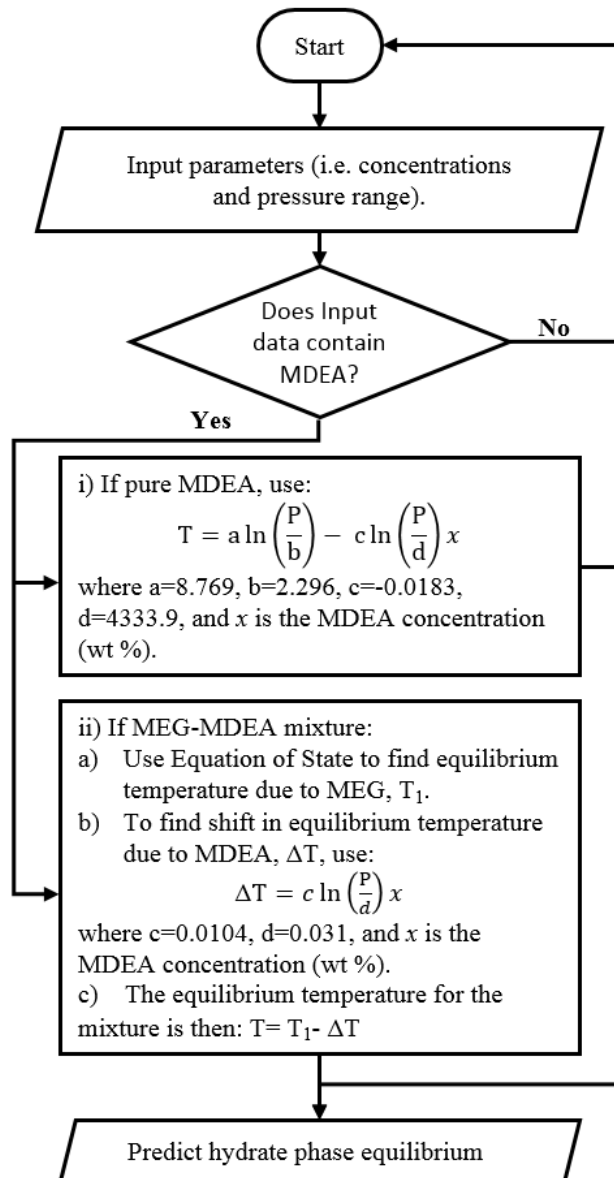 Start
Input parameters (i.e. concentrations
and pressure range).
Does Input
data contain
MDEA?
No
Yes
i) If pure MDEA, use:
T = a ln(P/b) − c ln(P/d) x
where a=8.769, b=2.296, c=-0.0183,
d=4333.9, and x is the MDEA concentration
(wt %).
ii) If MEG-MDEA mixture:
a) Use Equation of State to find equilibrium
temperature due to MEG, T₁.
b) To find shift in equilibrium temperature
due to MDEA, ΔT, use:
ΔT = c ln(P/d) x
where c=0.0104, d=0.031, and x is the
MDEA concentration (wt %).
c) The equilibrium temperature for the
mixture is then: T= T₁- ΔT
Predict hydrate phase equilibrium